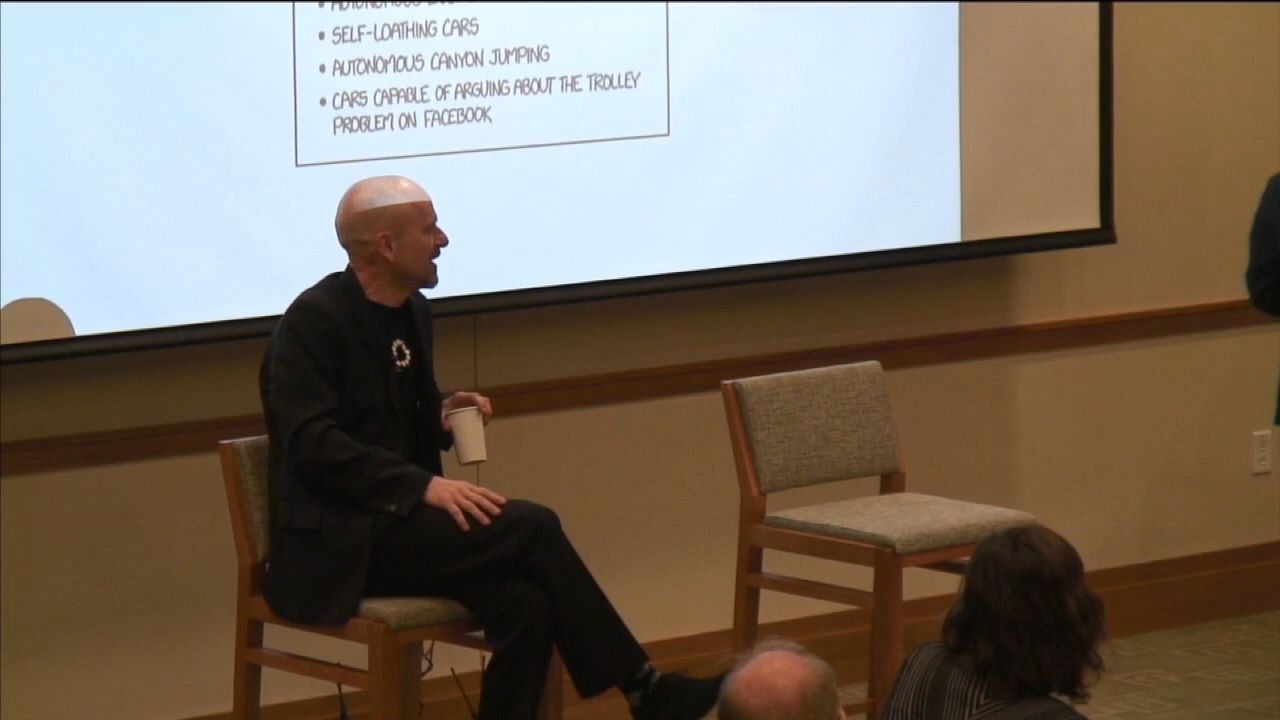 • SELF-LOATHING CARS
• AUTONOMOUS CANYON JUMPING
• CARS CAPABLE OF ARGUING ABOUT THE TROLLEY
PROBLEM ON FACEBOOK